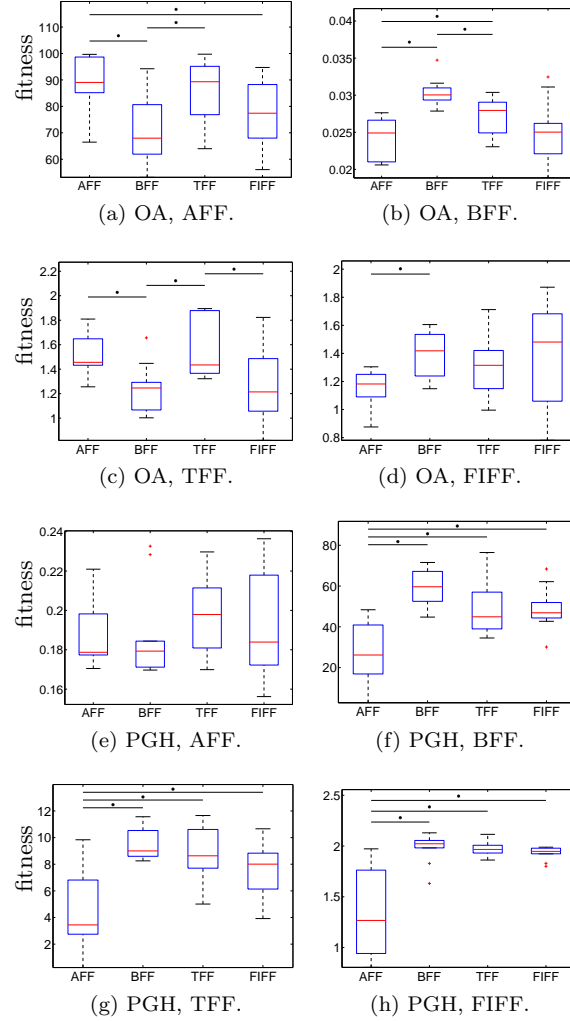 fitness
100
90
80
70
60
AFF
BFF
TFF
FIFF
(a) OA, AFF.
0.04
0.035
0.03
0.025
0.02
AFF
BFF
TFF
FIFF
(b) OA, BFF.
fitness
2.2
2
1.8
1.6
1.4
1.2
1
AFF
BFF
TFF
FIFF
(c) OA, TFF.
2
1.8
1.6
1.4
1.2
1
0.8
AFF
BFF
TFF
FIFF
(d) OA, FIFF.
fitness
0.24
0.22
0.2
0.18
0.16
AFF
BFF
TFF
FIFF
(e) PGH, AFF.
80
60
40
20
AFF
BFF
TFF
FIFF
(f) PGH, BFF.
fitness
12
10
8
6
4
2
AFF
BFF
TFF
FIFF
(g) PGH, TFF.
2.5
2
1.5
1
AFF
BFF
TFF
FIFF
(h) PGH, FIFF.